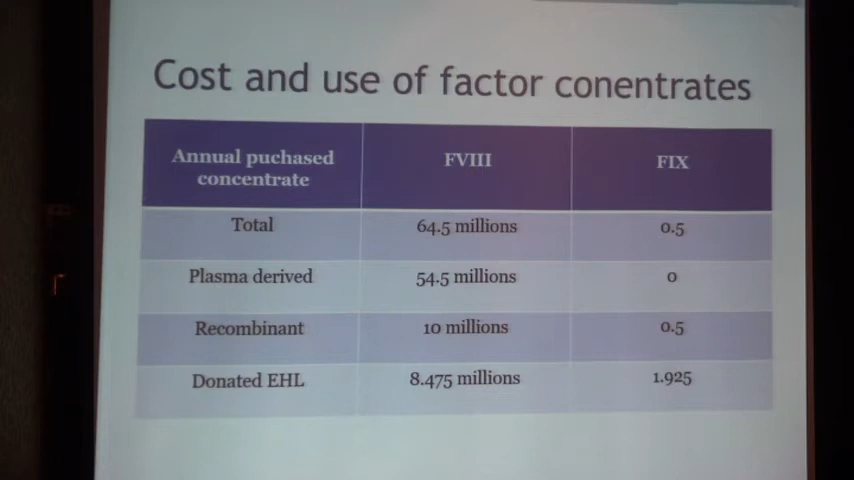 Cost and use of factor conentrates
Annual puchased
concentrate
FVIII
FIX
Total
64.5 millions
0.5
Plasma derived
54.5 millions
0
Recombinant
10 millions
0.5
Donated EHL
8.475 millions
1.925